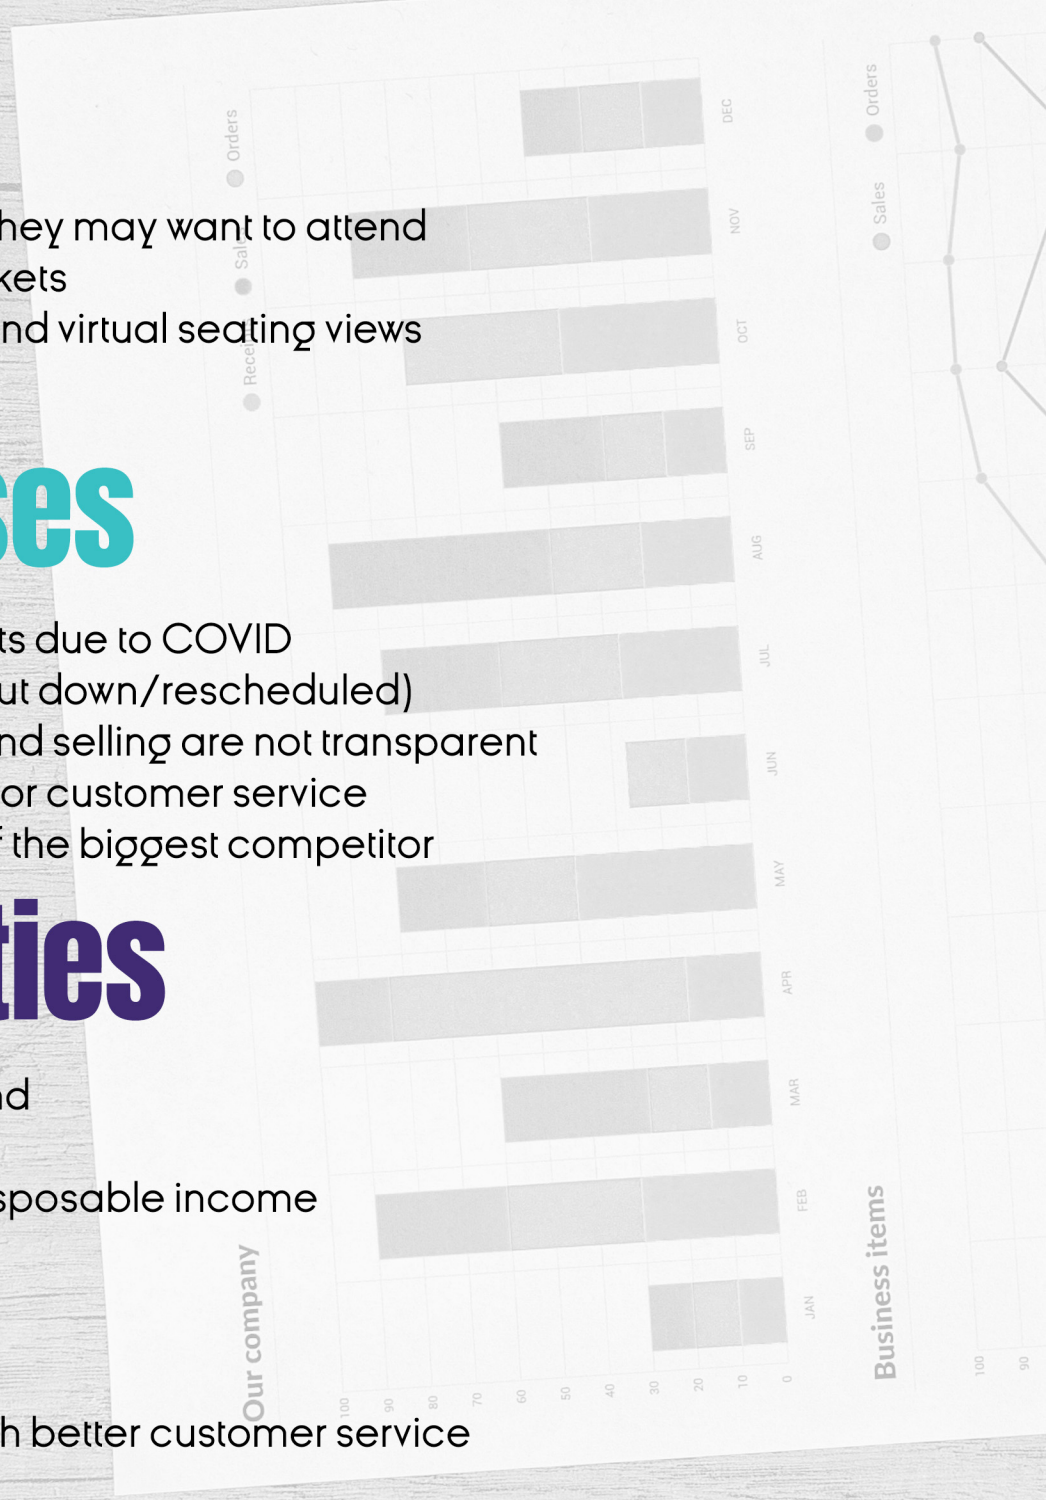 hey may want to attend
kets
nd virtual seating views
ses
ts due to COVID
ut down/rescheduled)
nd selling are not transparent
or customer service
f the biggest competitor
ties
nd
sposable income
h better customer service
Our company
Orders
Sales
100 90 80 70 60 50 40 30 20 10 0
DEC
NOV
OCT
SEP
AUG
JUL
JUN
MAY
APR
MAR
FEB
JAN
Business items
Orders
Sales
100 90